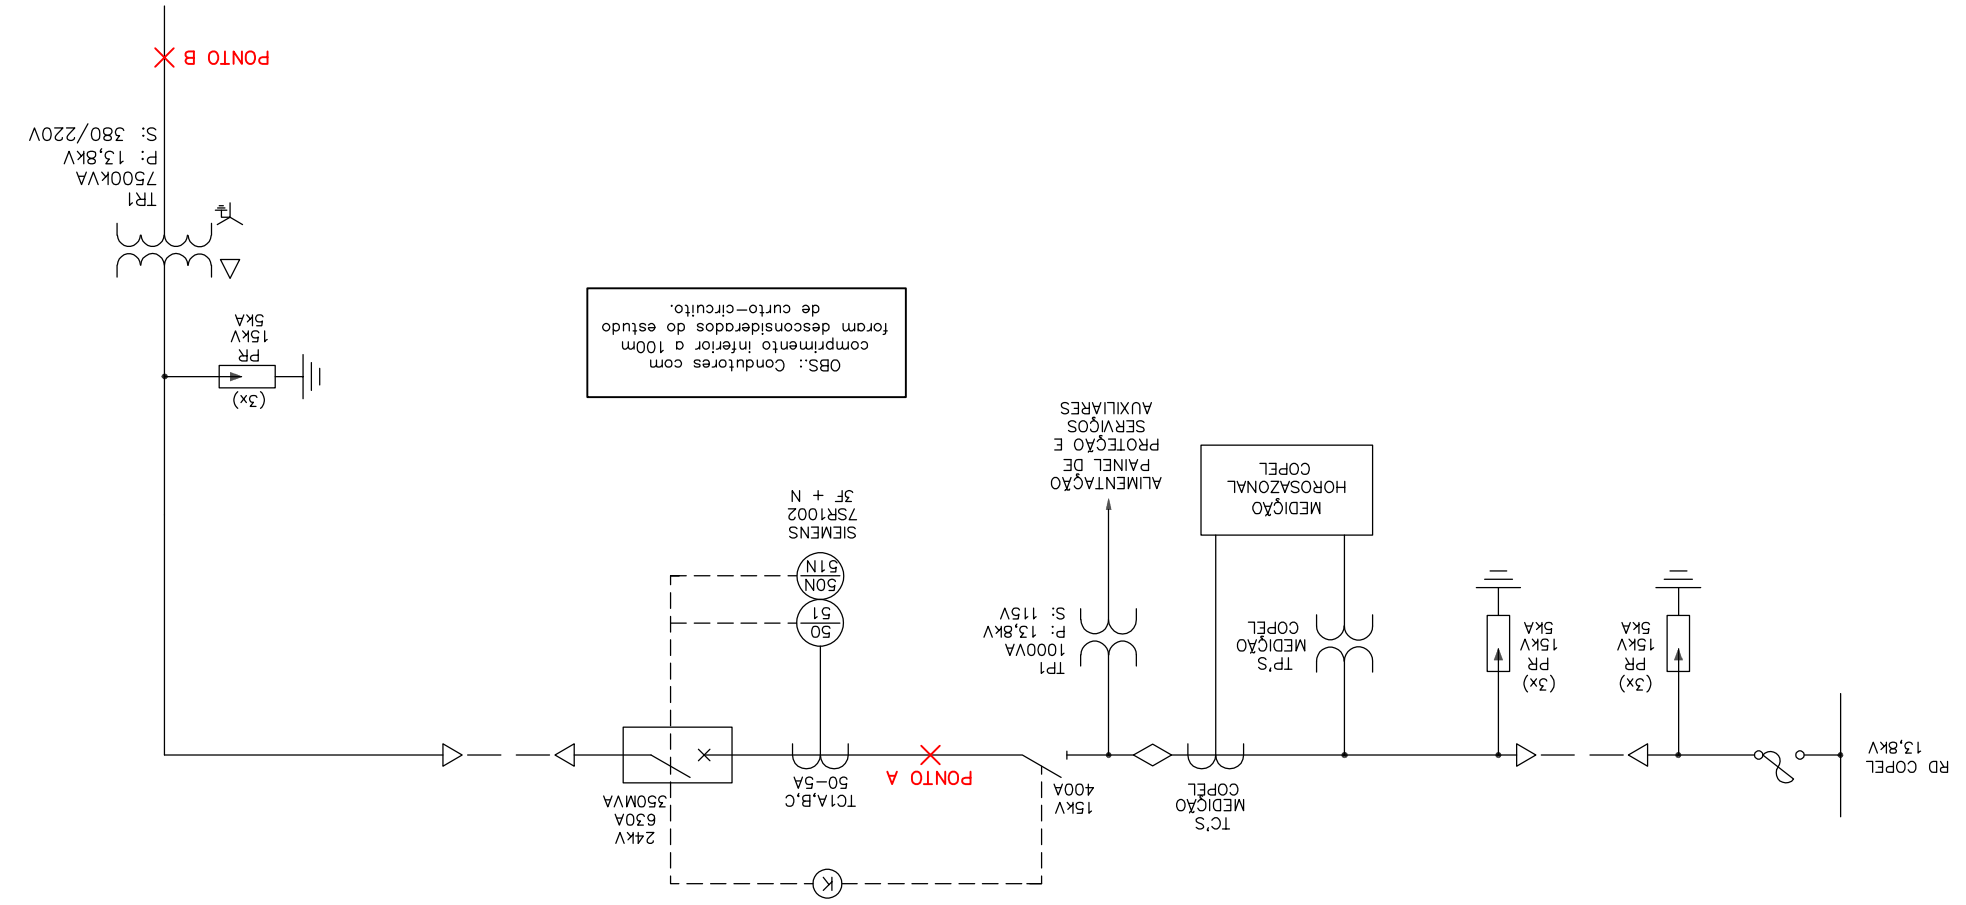 RD COPEL
13,8kV
(3x)
PR
15kV
5kA
(3x)
PR
15kV
5kA
TC'S
MEDIÇÃO
COPEL
TP'S
MEDIÇÃO
COPEL
MEDIÇÃO
HOROSAZONAL
COPEL
15kV
400A
TP1
1000VA
P: 13,8kV
S: 115V
ALIMENTAÇÃO
PAINEL DE
PROTEÇÃO E
SERVIÇOS
AUXILIARES
K
PONTO A
TC1A,B,C
50-5A
50
51
50N
51N
SIEMENS
7SR1002
3F + N
24kV
630A
350MVA
OBS.: Condutores com
comprimento inferior a 100m
foram desconsiderados do estudo
de curto-circuito.
(3x)
PR
15kV
5kA
TR1
7500kVA
P: 13,8kV
S: 380/220V
PONTO B